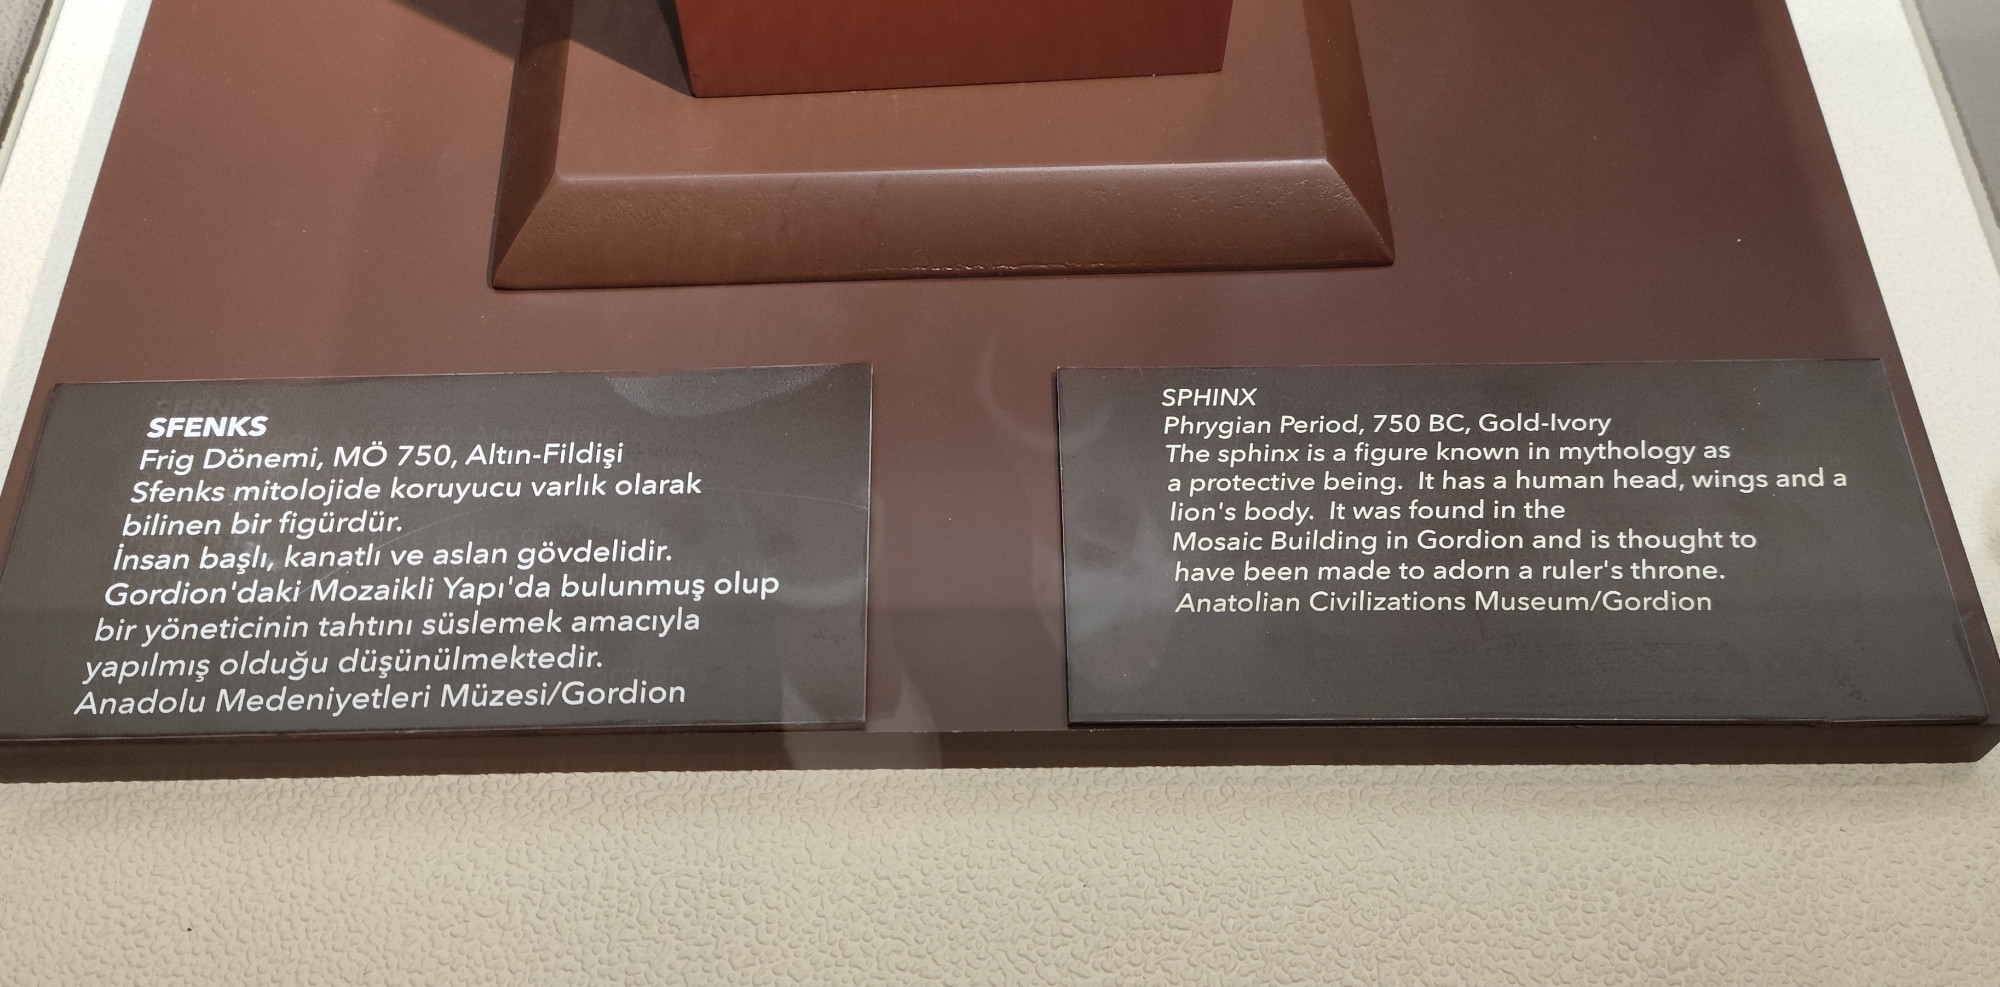 SFENKS
Frig Dönemi, MÖ 750, Altın-Fildişi
Sfenks mitolojide koruyucu varlık olarak
bilinen bir figürdür.
İnsan başlı, kanatlı ve aslan gövdelidir.
Gordion'daki Mozaikli Yapı'da bulunmuş olup
bir yöneticinin tahtını süslemek amacıyla
yapılmış olduğu düşünülmektedir.
Anadolu Medeniyetleri Müzesi/Gordion
SPHINX
Phrygian Period, 750 BC, Gold-Ivory
The sphinx is a figure known in mythology as
a protective being. It has a human head, wings and a
lion's body. It was found in the
Mosaic Building in Gordion and is thought to
have been made to adorn a ruler's throne.
Anatolian Civilizations Museum/Gordion